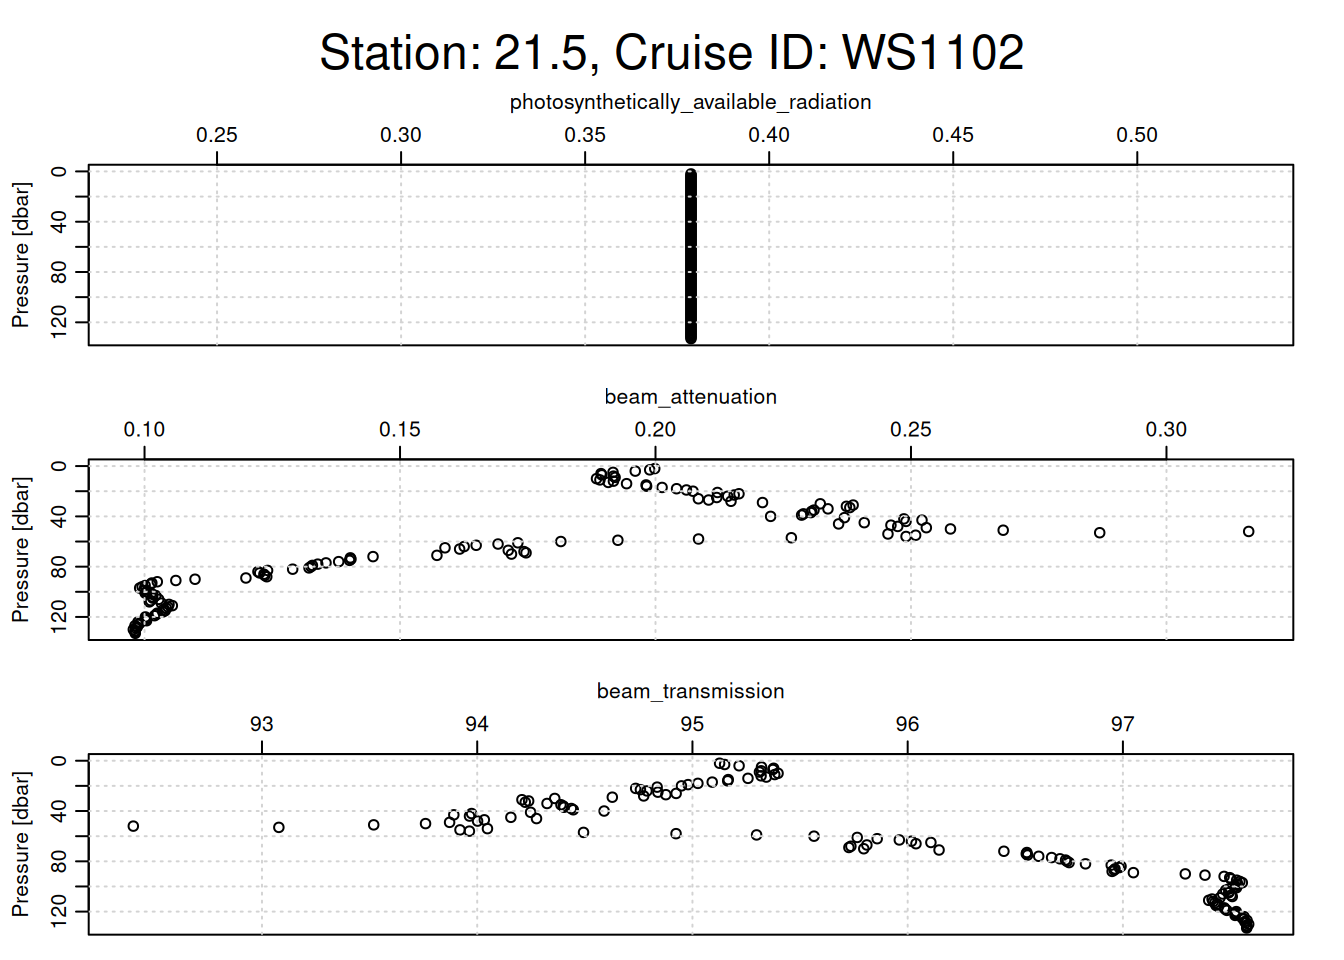 Station: 21.5, Cruise ID: WS1102
photosynthetically_available_radiation
0.25 0.30 0.35 0.40 0.45 0.50
Pressure [dbar]
0 40 80 120
beam_attenuation
0.10 0.15 0.20 0.25 0.30
Pressure [dbar]
0 40 80 120
beam_transmission
93 94 95 96 97
Pressure [dbar]
0 40 80 120